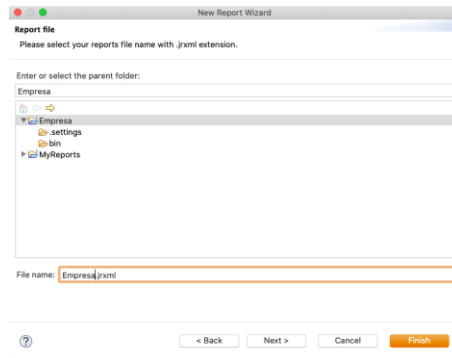 New Report Wizard
Report file
Please select your reports file name with .jrxml extension.
Enter or select the parent folder:
Empresa
Empresa
.settings
bin
MyReports
File name: Empresa.jrxml
? < Back Next > Cancel Finish